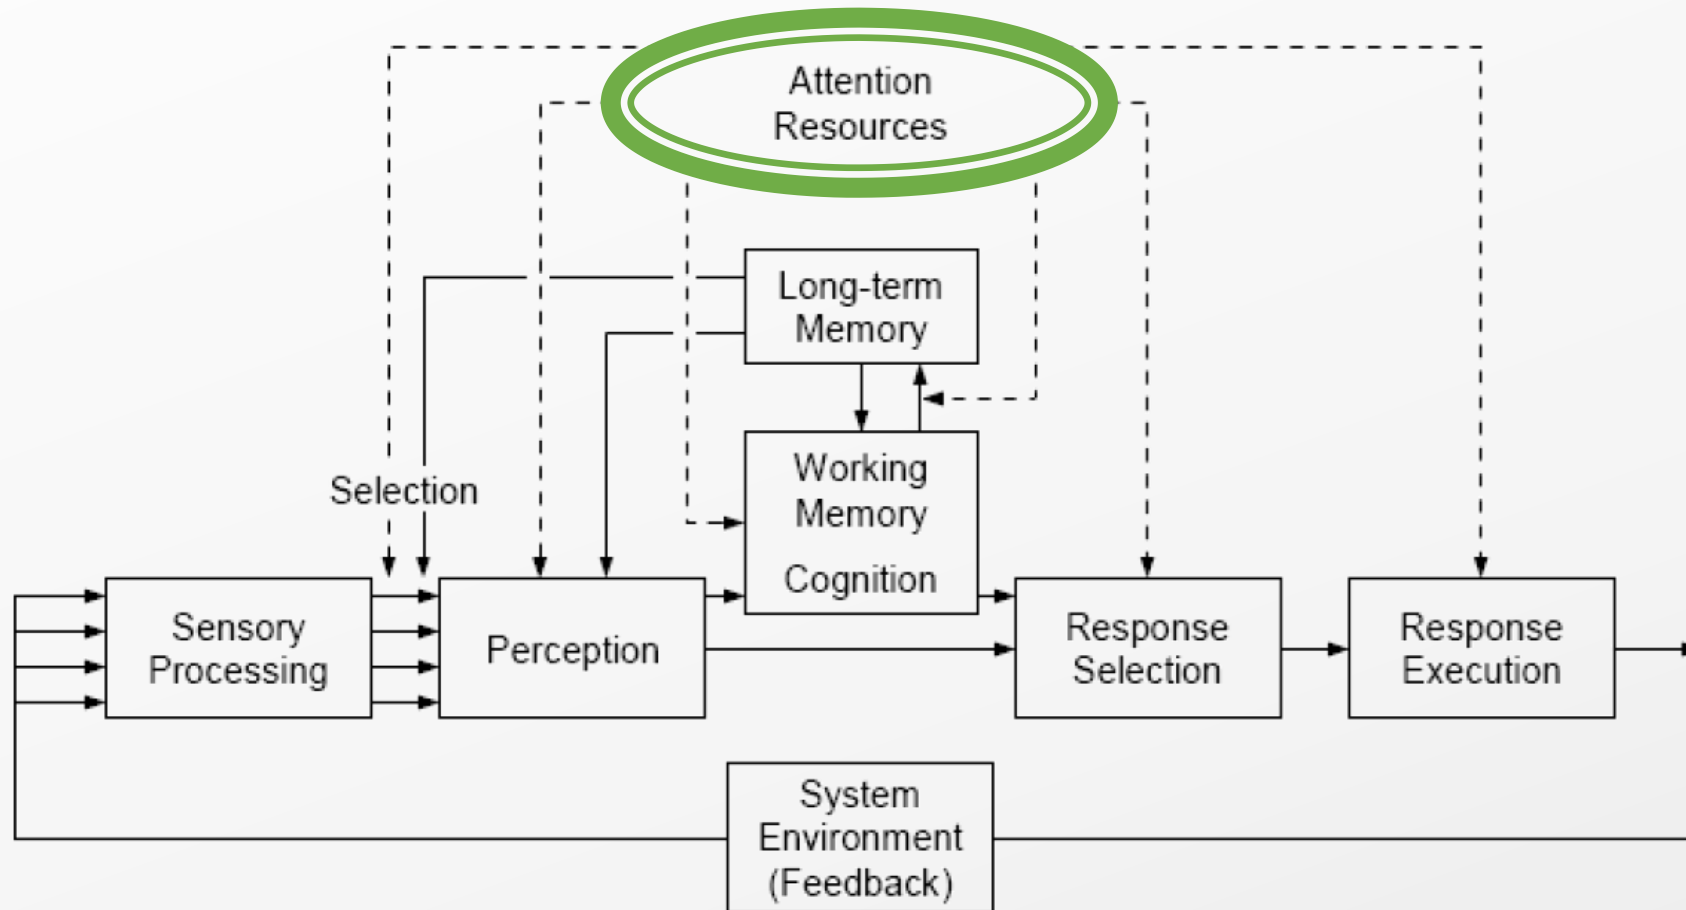 Attention
Resources
Long-term
Memory
Selection
Working
Memory
Cognition
Sensory
Processing
Perception
Response
Selection
Response
Execution
System
Environment
(Feedback)